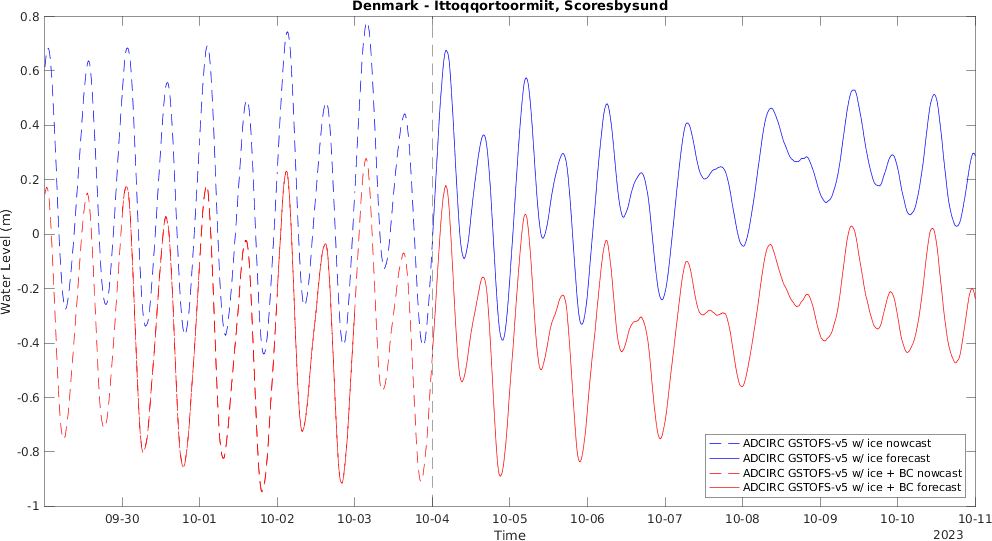 Denmark - Ittoqqortoormiit, Scoresbysund
0.8
0.6
0.4
0.2
0
-0.2
-0.4
-0.6
-0.8
-1
Water Level (m)
09-30 10-01 10-02 10-03 10-04 10-05 10-06 10-07 10-08 10-09 10-10 10-11
Time
2023
ADCIRC GSTOFS-v5 w/ ice nowcast
ADCIRC GSTOFS-v5 w/ ice forecast
ADCIRC GSTOFS-v5 w/ ice + BC nowcast
ADCIRC GSTOFS-v5 w/ ice + BC forecast